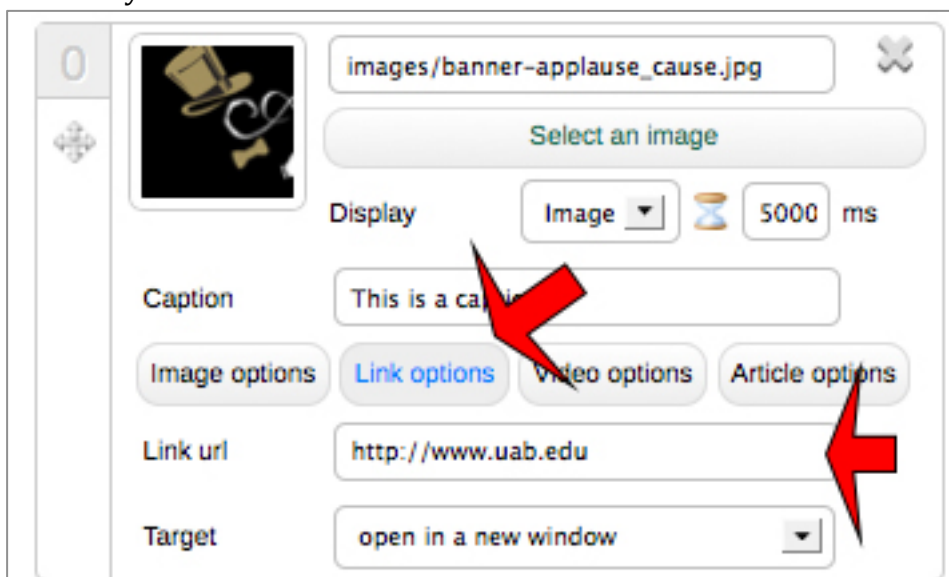 0
images/banner-applause_cause.jpg
Select an image
Display Image 5000 ms
Caption This is a
Image options Link options Video options Article options
Link url http://www.uab.edu
Target open in a new window